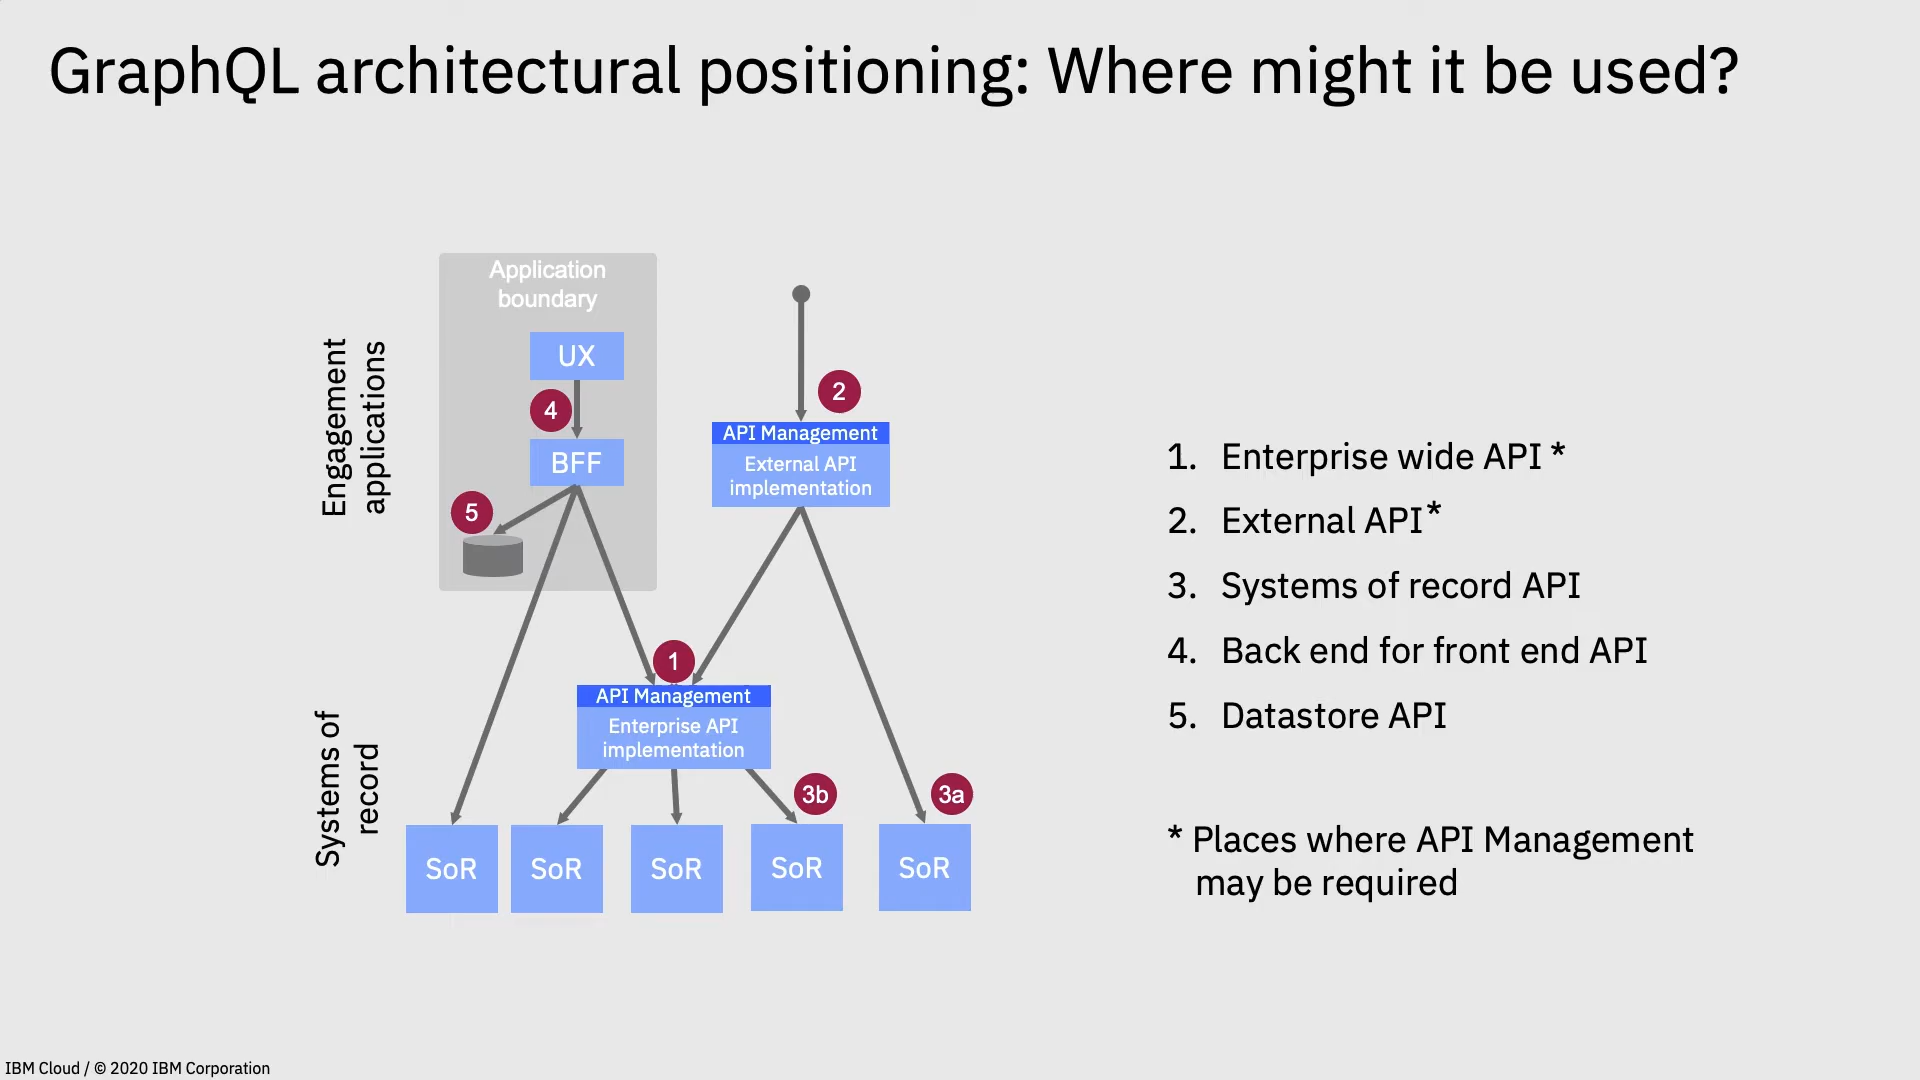 GraphQL architectural positioning: Where might it be used?
Engagement
applications
Application
boundary
UX
4
BFF
5
2
API Management
External API
implementation
Systems of
record
1
API Management
Enterprise API
implementation
3b
3a
SoR
SoR
SoR
SoR
SoR
1. Enterprise wide API *
2. External API*
3. Systems of record API
4. Back end for front end API
5. Datastore API
* Places where API Management
may be required
IBM Cloud / © 2020 IBM Corporation